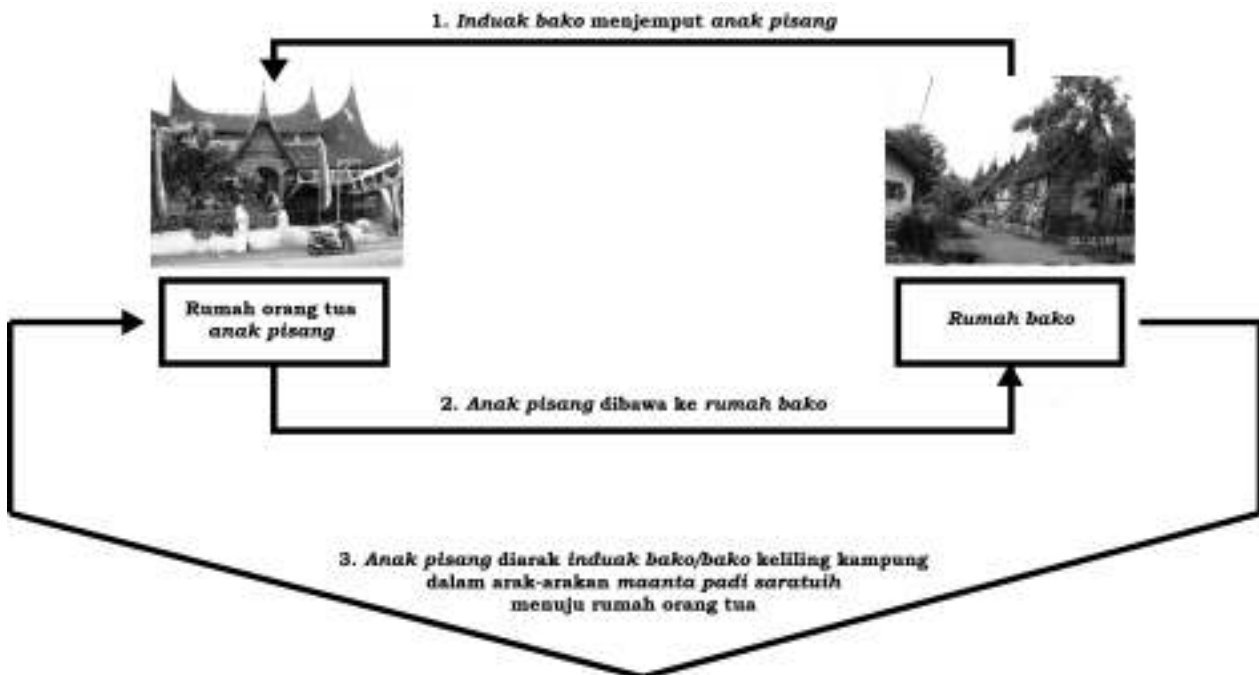 1. Induak bako menjemput anak pisang
Rumah orang tua
anak pisang
Rumah bako
2. Anak pisang dibawa ke rumah bako
3. Anak pisang diarak induak bako/bako keliling kampung
dalam arak-arakan maanta padi saratuih
menuju rumah orang tua